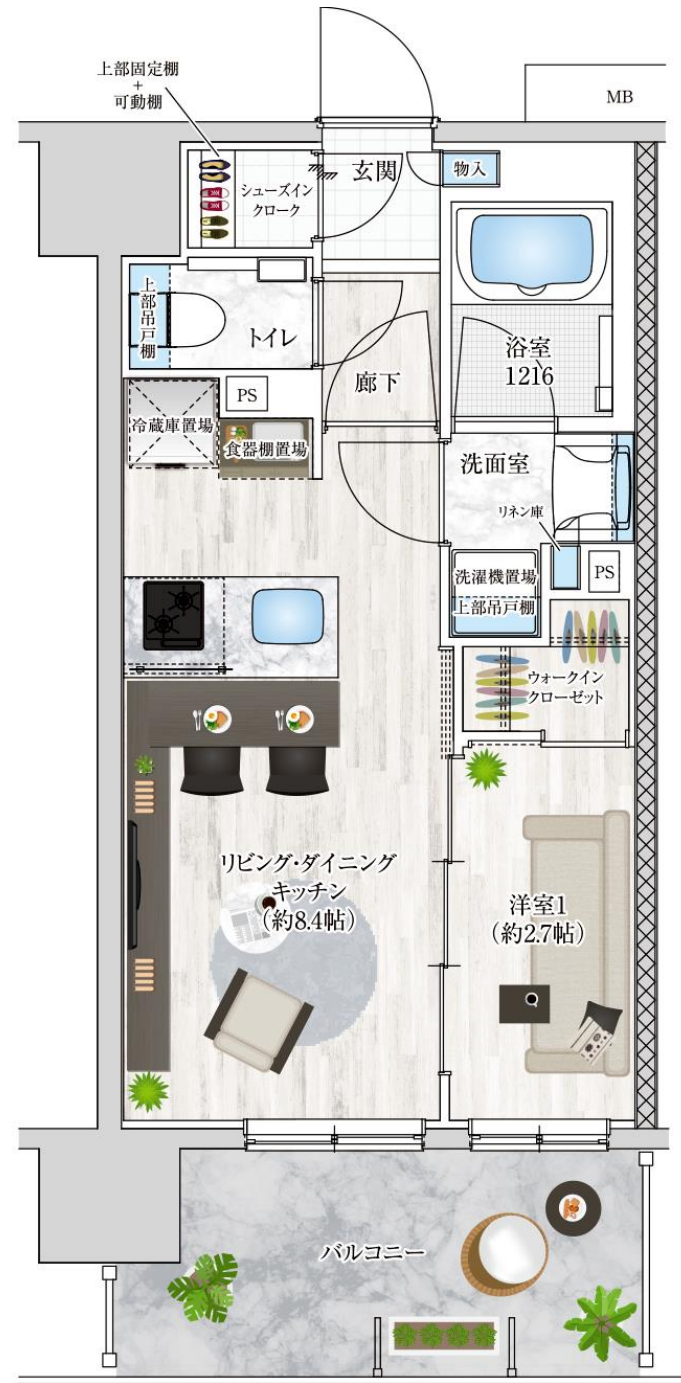 上部固定棚
+
可動棚
MB
玄関
物入
シューズイン
クローク
上部吊戸棚
トイレ
浴室
1216
廊下
PS
冷蔵庫置場
食器棚置場
洗面室
リネン庫
洗濯機置場
上部吊戸棚
PS
ウォークイン
クローゼット
リビング・ダイニング
キッチン
(約8.4帖)
洋室1
(約2.7帖)
バルコニー